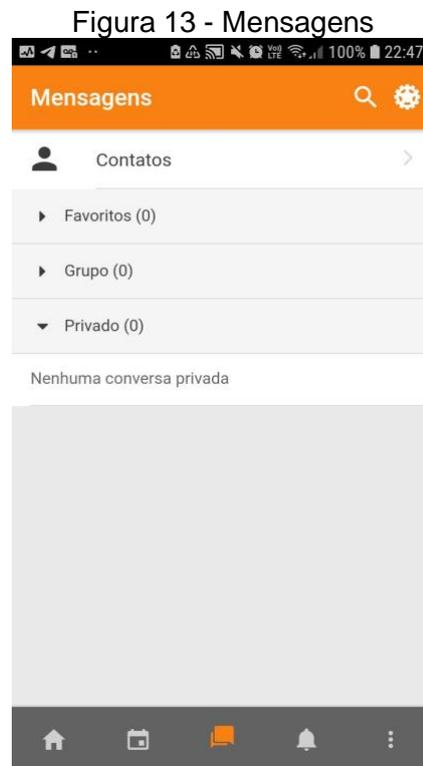 Figura 13 - Mensagens
100% 22:47
Mensagens
Contatos
Favoritos (0)
Grupo (0)
Privado (0)
Nenhuma conversa privada